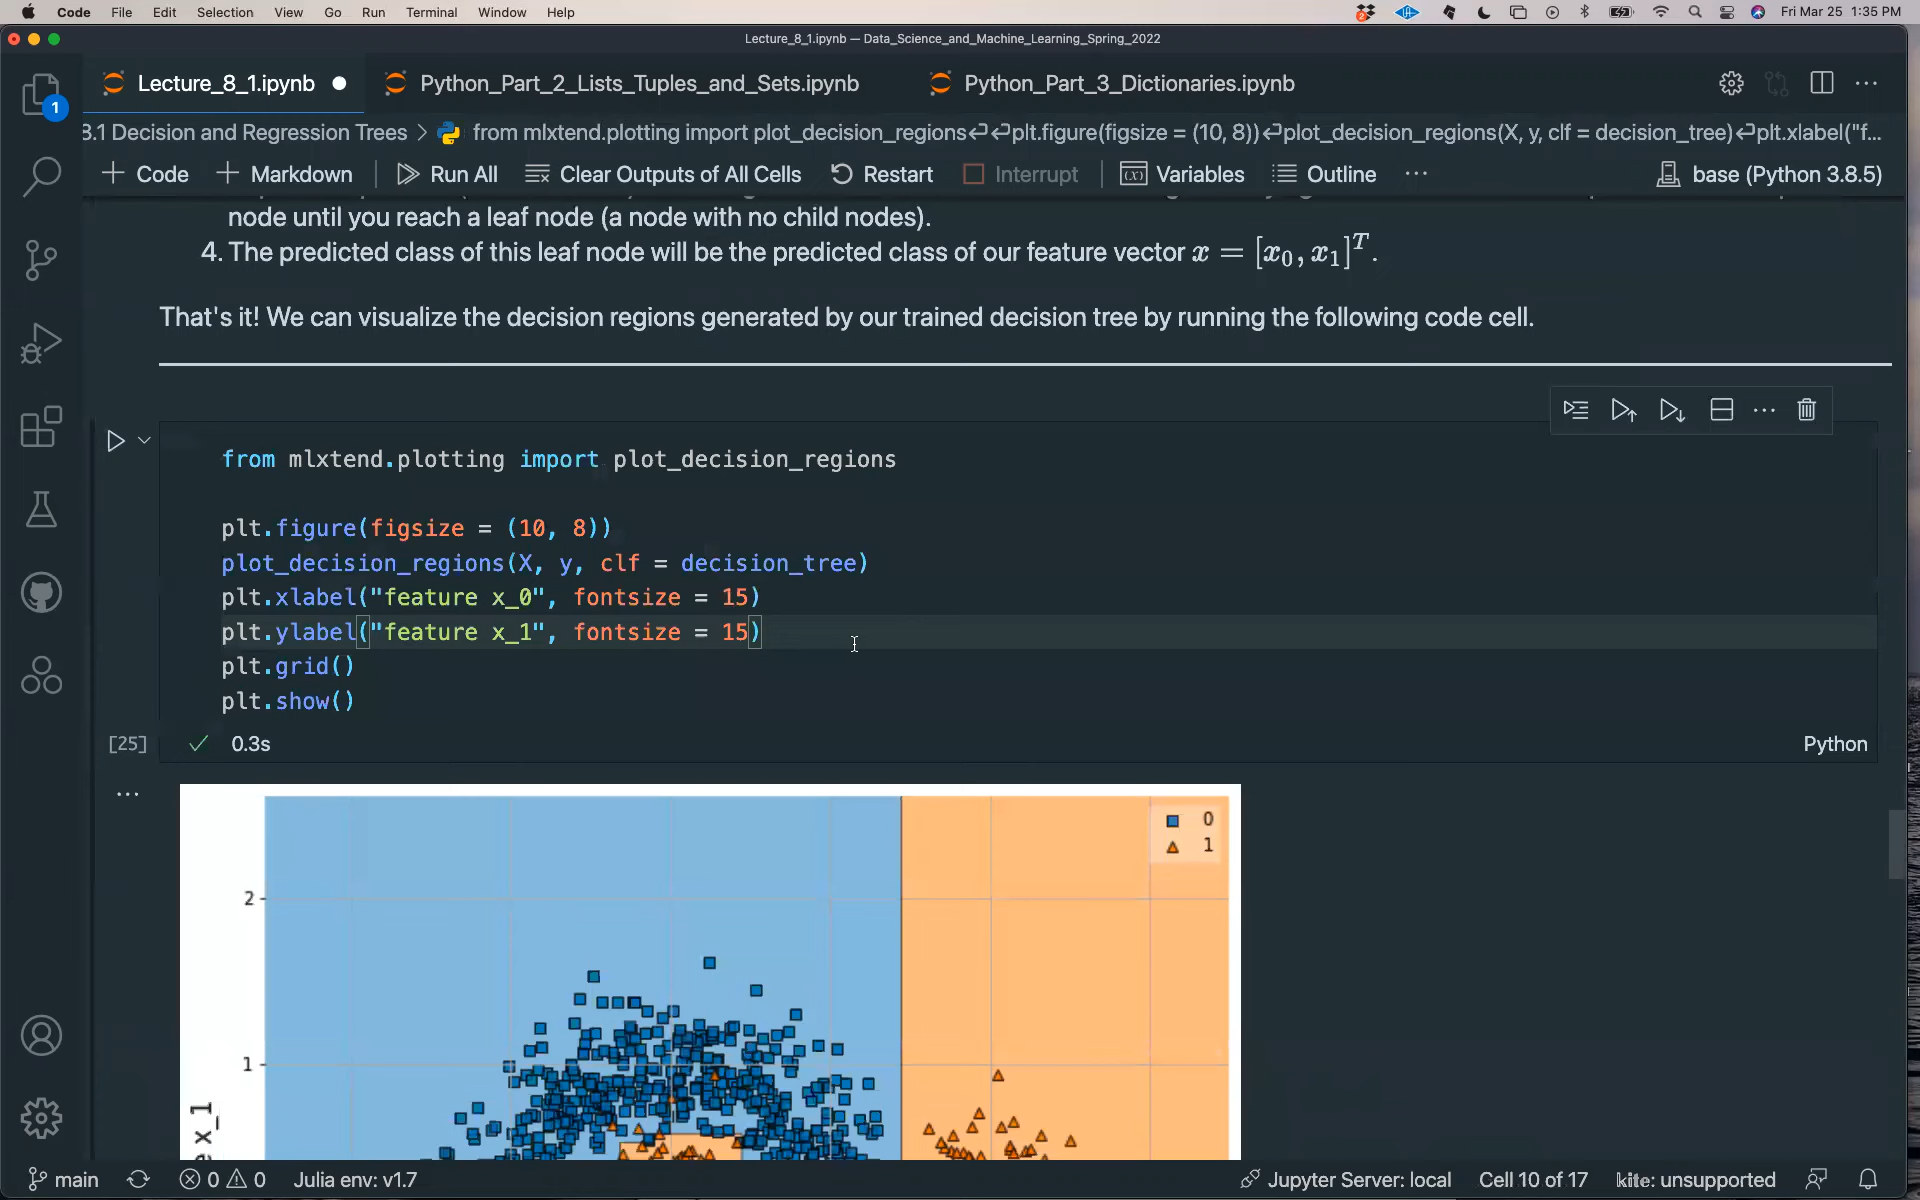 Code File Edit Selection View Go Run Terminal Window Help Fri Mar 25 1:35 PM
Lecture_8_1.ipynb — Data_Science_and_Machine_Learning_Spring_2022
Lecture_8_1.ipynb Python_Part_2_Lists_Tuples_and_Sets.ipynb Python_Part_3_Dictionaries.ipynb
8.1 Decision and Regression Trees > from mlxtend.plotting import plot_decision_regions↵↵plt.figure(figsize = (10, 8))↵plot_decision_regions(X, y, clf = decision_tree)↵plt.xlabel("f...
+ Code + Markdown Run All Clear Outputs of All Cells Restart Interrupt Variables Outline ... base (Python 3.8.5)
node until you reach a leaf node (a node with no child nodes).
4. The predicted class of this leaf node will be the predicted class of our feature vector x = [x₀, x₁]ᵀ.
That's it! We can visualize the decision regions generated by our trained decision tree by running the following code cell.
from mlxtend.plotting import plot_decision_regions
plt.figure(figsize = (10, 8))
plot_decision_regions(X, y, clf = decision_tree)
plt.xlabel("feature x_0", fontsize = 15)
plt.ylabel("feature x_1", fontsize = 15)
plt.grid()
plt.show()
[25] ✓ 0.3s Python
0
1
2
1
e x_1
main 0 0 Julia env: v1.7 Jupyter Server: local Cell 10 of 17 kite: unsupported